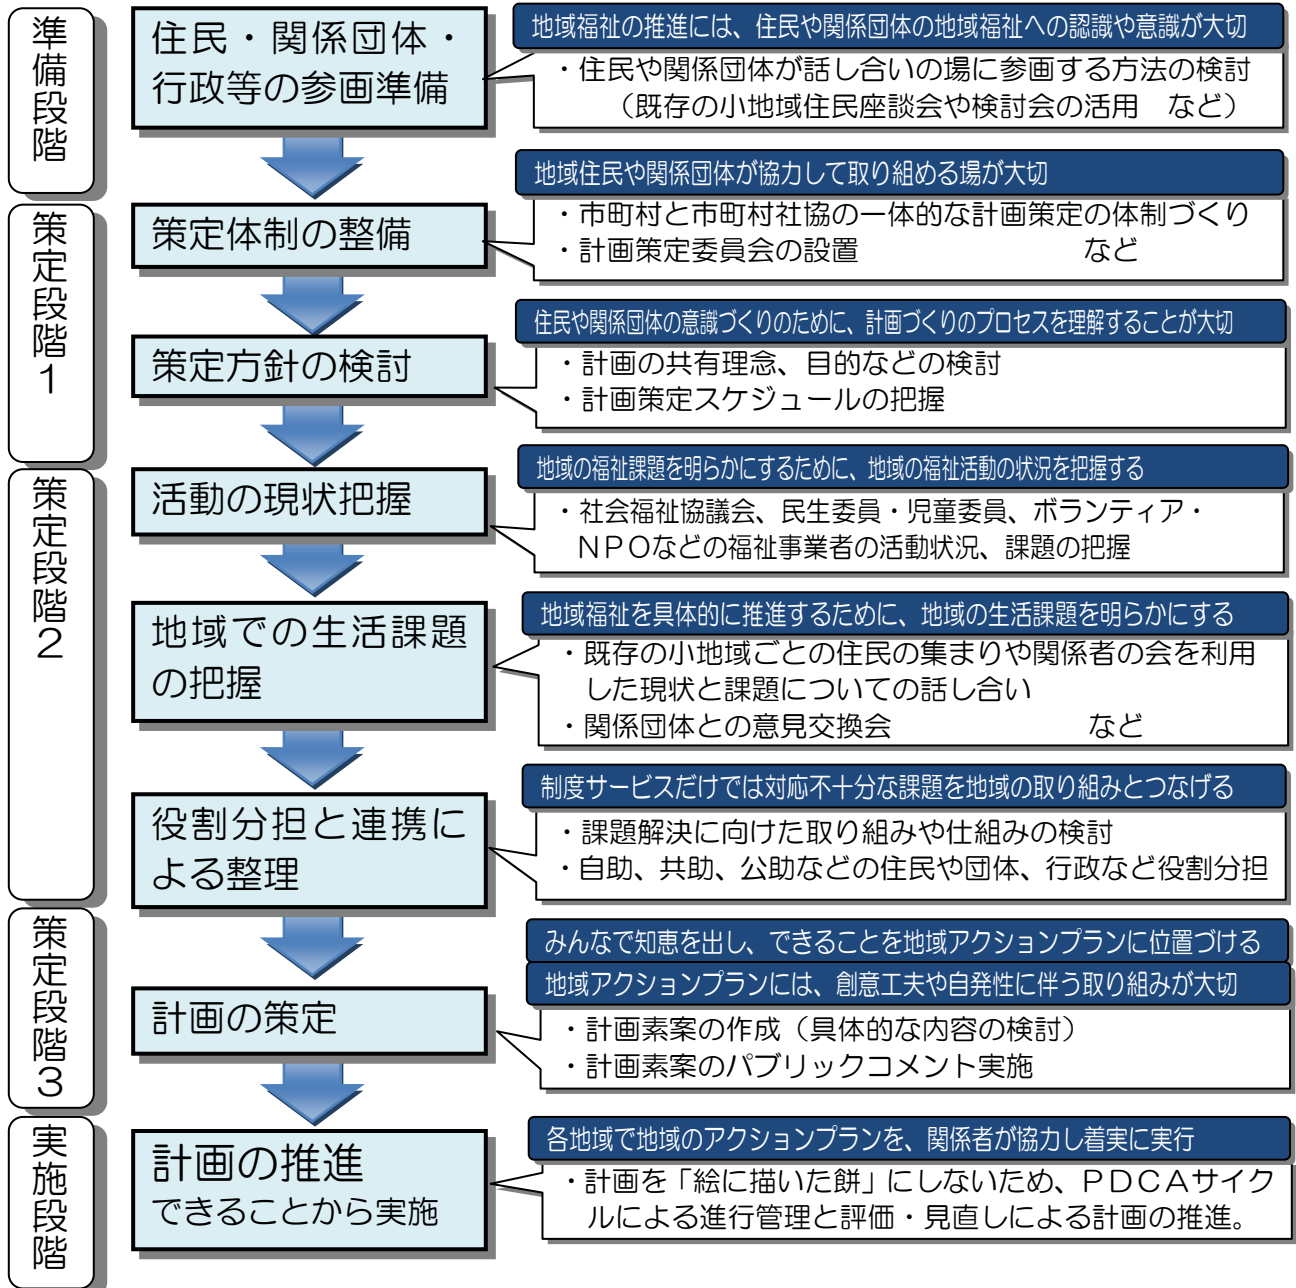 準備段階
住民・関係団体・
行政等の参画準備
地域福祉の推進には、住民や関係団体の地域福祉への認識や意識が大切
・住民や関係団体が話し合いの場に参画する方法の検討
（既存の小地域住民座談会や検討会の活用　など）
策定段階１
策定体制の整備
地域住民や関係団体が協力して取り組める場が大切
・市町村と市町村社協の一体的な計画策定の体制づくり
・計画策定委員会の設置　　　　　　　　など
策定方針の検討
住民や関係団体の意識づくりのために、計画づくりのプロセスを理解することが大切
・計画の共有理念、目的などの検討
・計画策定スケジュールの把握
策定段階２
活動の現状把握
地域の福祉課題を明らかにするために、地域の福祉活動の状況を把握する
・社会福祉協議会、民生委員・児童委員、ボランティア・
ＮＰＯなどの福祉事業者の活動状況、課題の把握
地域での生活課題
の把握
地域福祉を具体的に推進するために、地域の生活課題を明らかにする
・既存の小地域ごとの住民の集まりや関係者の会を利用
した現状と課題についての話し合い
・関係団体との意見交換会　　　　　　　など
役割分担と連携に
よる整理
制度サービスだけでは対応不十分な課題を地域の取り組みとつなげる
・課題解決に向けた取り組みや仕組みの検討
・自助、共助、公助などの住民や団体、行政など役割分担
策定段階３
計画の策定
みんなで知恵を出し、できることを地域アクションプランに位置づける
地域アクションプランには、創意工夫や自発性に伴う取り組みが大切
・計画素案の作成（具体的な内容の検討）
・計画素案のパブリックコメント実施
実施段階
計画の推進
できることから実施
各地域で地域のアクションプランを、関係者が協力し着実に実行
・計画を「絵に描いた餅」にしないため、ＰＤＣＡサイク
ルによる進行管理と評価・見直しによる計画の推進。